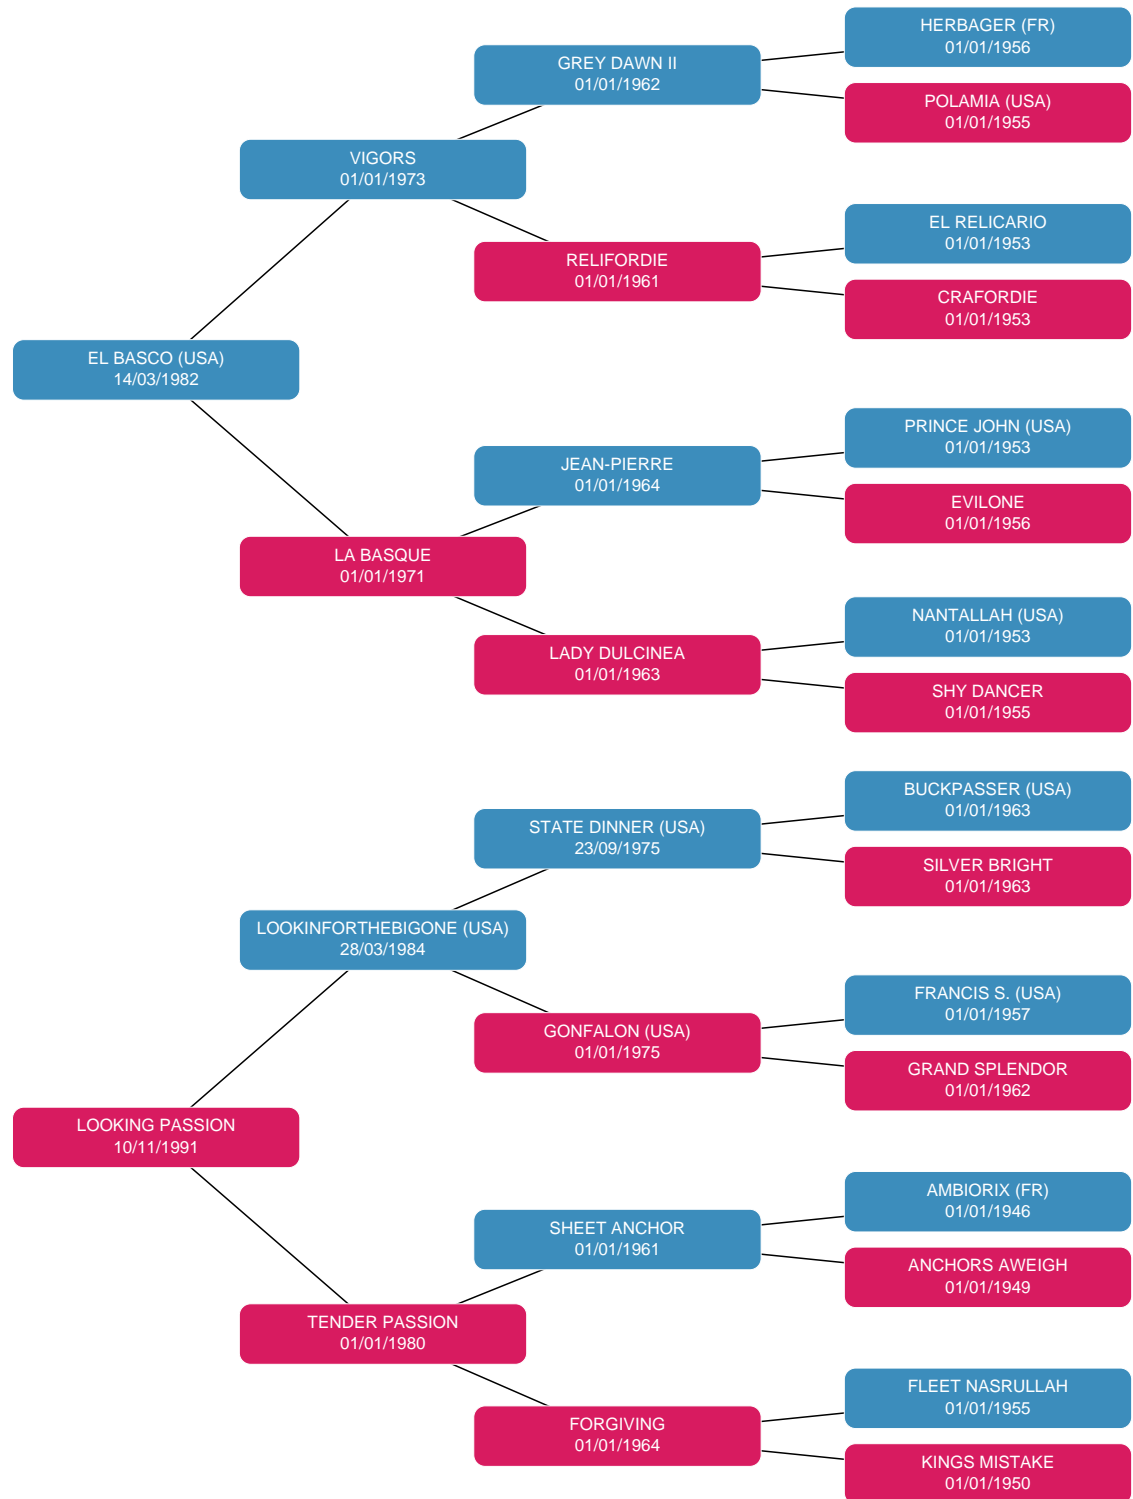 HERBAGER (FR)
01/01/1956
GREY DAWN II
01/01/1962
POLAMIA (USA)
01/01/1955
VIGORS
01/01/1973
EL RELICARIO
01/01/1953
RELIFORDIE
01/01/1961
CRAFORDIE
01/01/1953
EL BASCO (USA)
14/03/1982
PRINCE JOHN (USA)
01/01/1953
JEAN-PIERRE
01/01/1964
EVILONE
01/01/1956
LA BASQUE
01/01/1971
NANTALLAH (USA)
01/01/1953
LADY DULCINEA
01/01/1963
SHY DANCER
01/01/1955
BUCKPASSER (USA)
01/01/1963
STATE DINNER (USA)
23/09/1975
SILVER BRIGHT
01/01/1963
LOOKINFORTHEBIGONE (USA)
28/03/1984
FRANCIS S. (USA)
01/01/1957
GONFALON (USA)
01/01/1975
GRAND SPLENDOR
01/01/1962
LOOKING PASSION
10/11/1991
AMBIORIX (FR)
01/01/1946
SHEET ANCHOR
01/01/1961
ANCHORS AWEIGH
01/01/1949
TENDER PASSION
01/01/1980
FLEET NASRULLAH
01/01/1955
FORGIVING
01/01/1964
KINGS MISTAKE
01/01/1950